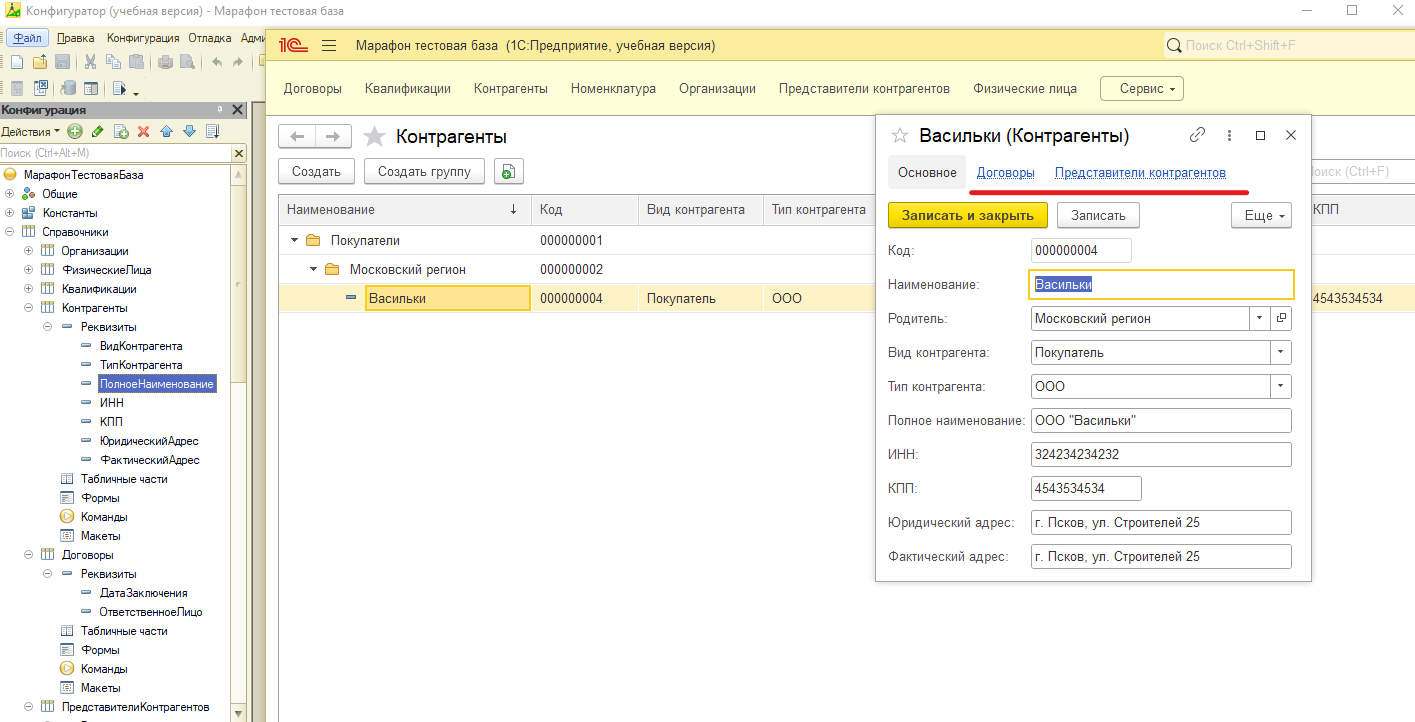 Конфигуратор (учебная версия) - Марафон тестовая база
Файл Правка Конфигурация Отладка Адми
1С Марафон тестовая база (1С:Предприятие, учебная версия) Поиск Ctrl+Shift+F
Договоры Квалификации Контрагенты Номенклатура Организации Представители контрагентов Физические лица Сервис
Конфигурация
Действия
Поиск (Ctrl+Alt+M)
МарафонТестоваяБаза
Общие
Константы
Справочники
Организации
ФизическиеЛица
Квалификации
Контрагенты
Реквизиты
ВидКонтрагента
ТипКонтрагента
ПолноеНаименование
ИНН
КПП
ЮридическийАдрес
ФактическийАдрес
Табличные части
Формы
Команды
Макеты
Договоры
Реквизиты
ДатаЗаключения
ОтветственноеЛицо
Табличные части
Формы
Команды
Макеты
ПредставителиКонтрагентов
Контрагенты
Создать Создать группу Поиск (Ctrl+F)
Наименование Код Вид контрагента Тип контрагента КПП
Покупатели 000000001
Московский регион 000000002
Васильки 000000004 Покупатель ООО 4543534534
Васильки (Контрагенты)
Основное Договоры Представители контрагентов
Записать и закрыть Записать Еще
Код: 000000004
Наименование: Васильки
Родитель: Московский регион
Вид контрагента: Покупатель
Тип контрагента: ООО
Полное наименование: ООО "Васильки"
ИНН: 324234234232
КПП: 4543534534
Юридический адрес: г. Псков, ул. Строителей 25
Фактический адрес: г. Псков, ул. Строителей 25